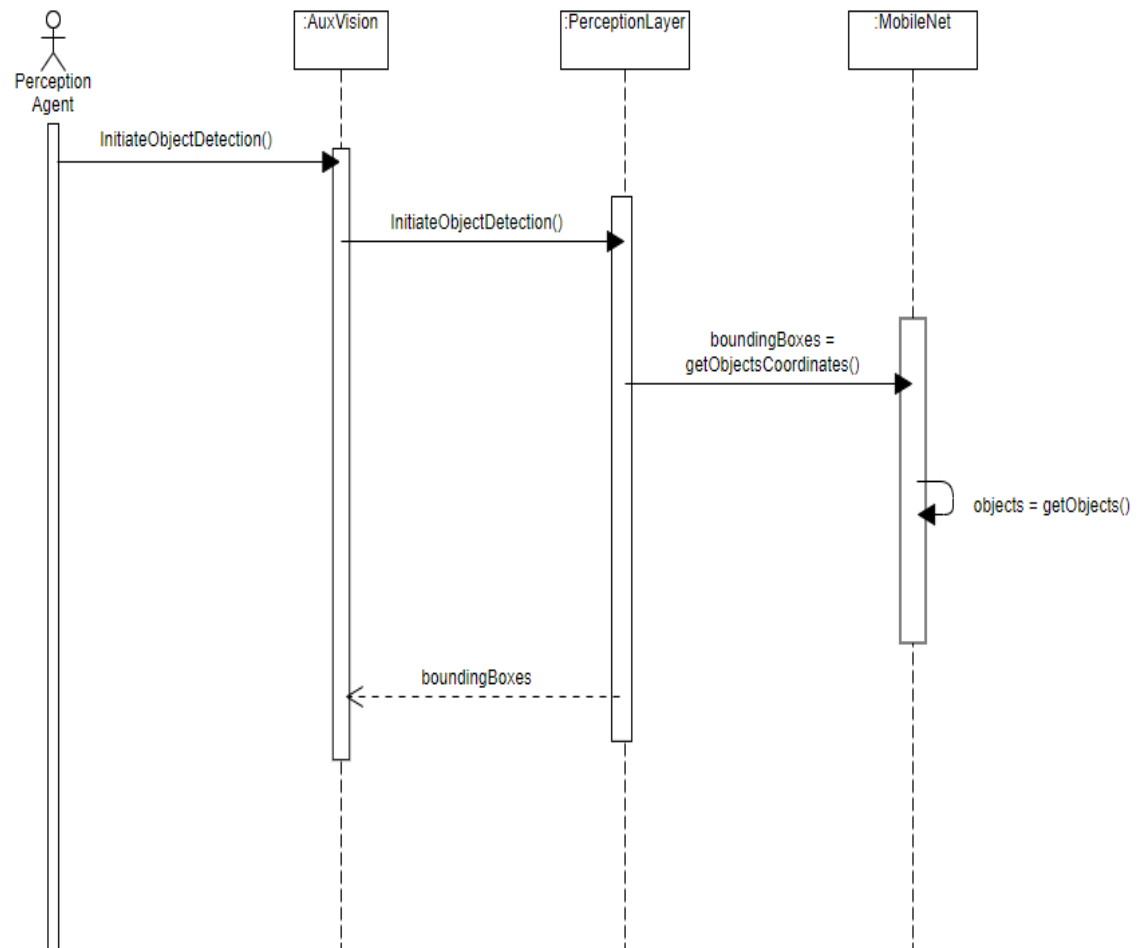 :AuxVision
:PerceptionLayer
:MobileNet
Perception
Agent
InitiateObjectDetection()
InitiateObjectDetection()
boundingBoxes =
getObjectsCoordinates()
objects = getObjects()
boundingBoxes